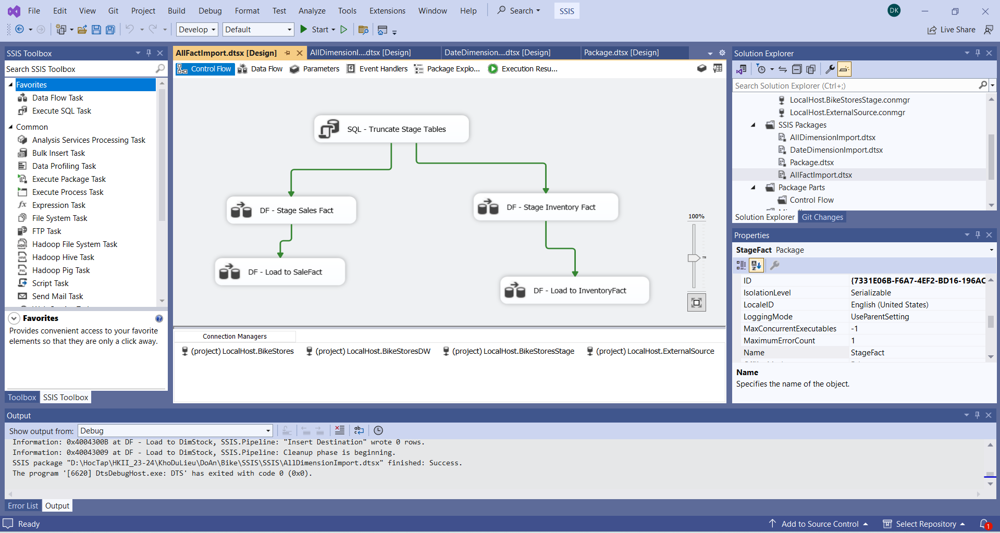 File Edit View Git Project Build Debug Format Test Analyze Tools Extensions Window Help Search SSIS DK
Develop Default Start Live Share
SSIS Toolbox
Search SSIS Toolbox
Favorites
Data Flow Task
Execute SQL Task
Common
Analysis Services Processing Task
Bulk Insert Task
Data Profiling Task
Execute Package Task
Execute Process Task
Expression Task
File System Task
FTP Task
Hadoop File System Task
Hadoop Hive Task
Hadoop Pig Task
Script Task
Send Mail Task
Favorites
Provides convenient access to your favorite
elements so that they are only a click away.
Toolbox SSIS Toolbox
AllFactImport.dtsx [Design] AllDimensionI....dtsx [Design] DateDimension....dtsx [Design] Package.dtsx [Design]
Control Flow Data Flow Parameters Event Handlers Package Explo... Execution Resu...
SQL - Truncate Stage Tables
DF - Stage Sales Fact
DF - Stage Inventory Fact
DF - Load to SaleFact
DF - Load to InventoryFact
100%
Connection Managers
(project) LocalHost.BikeStores (project) LocalHost.BikeStoresDW (project) LocalHost.BikeStoresStage (project) LocalHost.ExternalSource
Solution Explorer
Search Solution Explorer (Ctrl+;)
LocalHost.BikeStoresStage.conmgr
LocalHost.ExternalSource.conmgr
SSIS Packages
AllDimensionImport.dtsx
DateDimensionImport.dtsx
Package.dtsx
AllFactImport.dtsx
Package Parts
Control Flow
Solution Explorer Git Changes
Properties
StageFact Package
ID {7331E06B-F6A7-4EF2-BD16-196AC
IsolationLevel Serializable
LocaleID English (United States)
LoggingMode UseParentSetting
MaxConcurrentExecutables -1
MaximumErrorCount 1
Name StageFact
Name
Specifies the name of the object.
Output
Show output from: Debug
Information: 0x4004300B at DF - Load to DimStock, SSIS.Pipeline: "Insert Destination" wrote 0 rows.
Information: 0x40043009 at DF - Load to DimStock, SSIS.Pipeline: Cleanup phase is beginning.
SSIS package "D:\HocTap\HKII_23-24\KhoDuLieu\DoAn\Bike\SSIS\SSIS\AllDimensionImport.dtsx" finished: Success.
The program '[6620] DtsDebugHost.exe: DTS' has exited with code 0 (0x0).
Error List Output
Ready Add to Source Control Select Repository 1